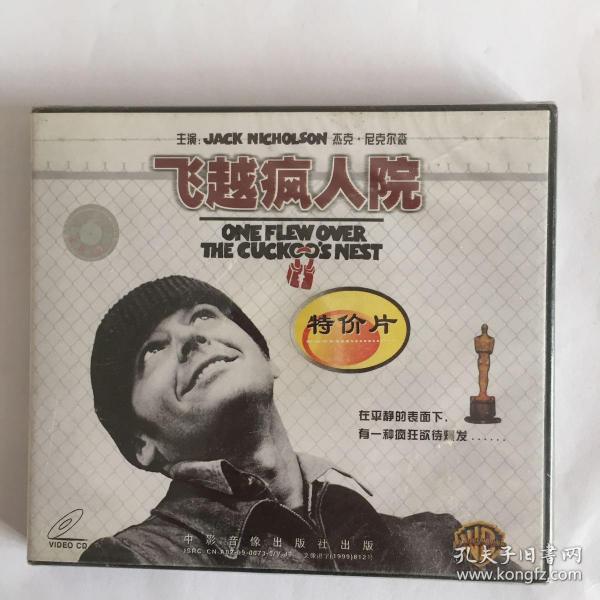 主演: JACK NICHOLSON 杰克·尼克尔森
飞越疯人院
ONE FLEW OVER
THE CUCKOO'S NEST
特价片
在平静的表面下,
有一种疯狂欲待爆发......
VIDEO CD
中影音像出版社出版
孔夫子旧书网
www.kongfz.com